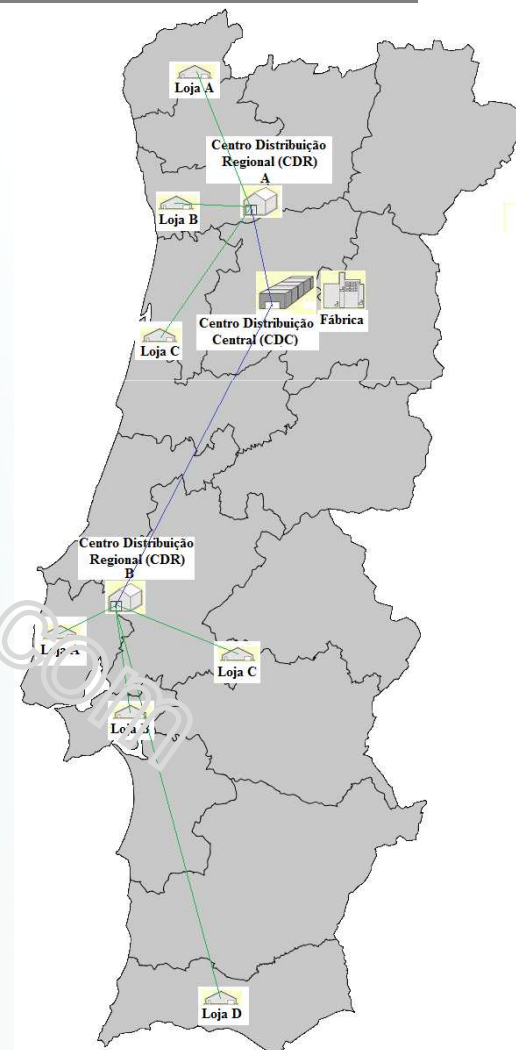 Loja A
Centro Distribuição
Regional (CDR)
A
Loja B
Fábrica
Centro Distribuição
Central (CDC)
Loja C
Centro Distribuição
Regional (CDR)
B
Loja A
Loja C
Loja B
Loja D
com